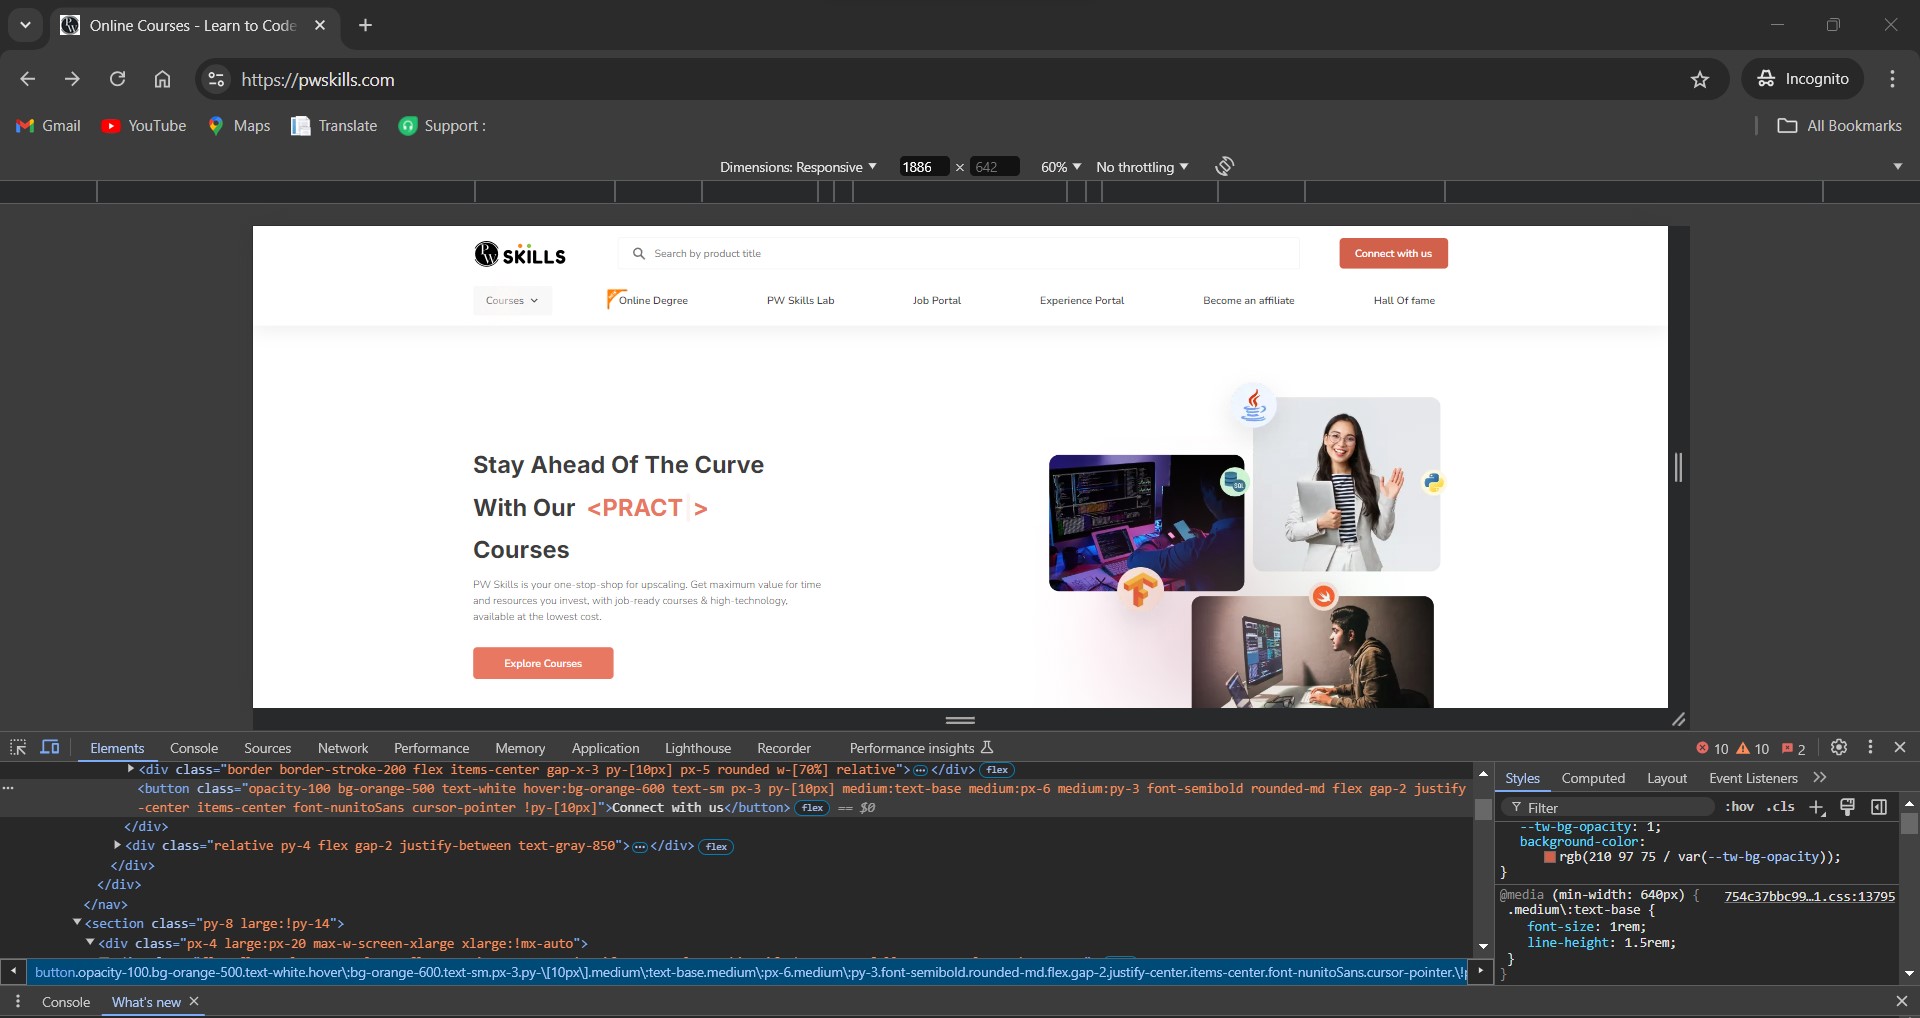 Online Courses - Learn to Code
https://pwskills.com
Incognito
Gmail
YouTube
Maps
Translate
Support :
All Bookmarks
Dimensions: Responsive
1886 × 642
60%
No throttling
PW SKILLS
Search by product title
Connect with us
Courses
Online Degree
PW Skills Lab
Job Portal
Experience Portal
Become an affiliate
Hall Of fame
Stay Ahead Of The Curve
With Our <PRACT >
Courses
PW Skills is your one-stop-shop for upscaling. Get maximum value for time
and resources you invest, with job-ready courses & high-technology,
available at the lowest cost.
Explore Courses
SQL
Elements
Console
Sources
Network
Performance
Memory
Application
Lighthouse
Recorder
Performance insights
10
10
2
<div class="border border-stroke-200 flex items-center gap-x-3 py-[10px] px-5 rounded w-[70%] relative">…</div> flex
<button class="opacity-100 bg-orange-500 text-white hover:bg-orange-600 text-sm px-3 py-[10px] medium:text-base medium:px-6 medium:py-3 font-semibold rounded-md flex gap-2 justify
-center items-center font-nunitoSans cursor-pointer !py-[10px]">Connect with us</button> flex == $0
</div>
<div class="relative py-4 flex gap-2 justify-between text-gray-850">…</div> flex
</div>
</div>
</nav>
<section class="py-8 large:!py-14">
<div class="px-4 large:px-20 max-w-screen-xlarge xlarge:!mx-auto">
button.opacity-100.bg-orange-500.text-white.hover\:bg-orange-600.text-sm.px-3.py-\[10px\].medium\:text-base.medium\:px-6.medium\:py-3.font-semibold.rounded-md.flex.gap-2.justify-center.items-center.font-nunitoSans.cursor-pointer.\!p
Styles
Computed
Layout
Event Listeners
Filter
:hov
.cls
--tw-bg-opacity: 1;
background-color:
rgb(210 97 75 / var(--tw-bg-opacity));
}
@media (min-width: 640px) {
754c37bbc99…1.css:13795
.medium\:text-base {
font-size: 1rem;
line-height: 1.5rem;
}
}
Console
What's new